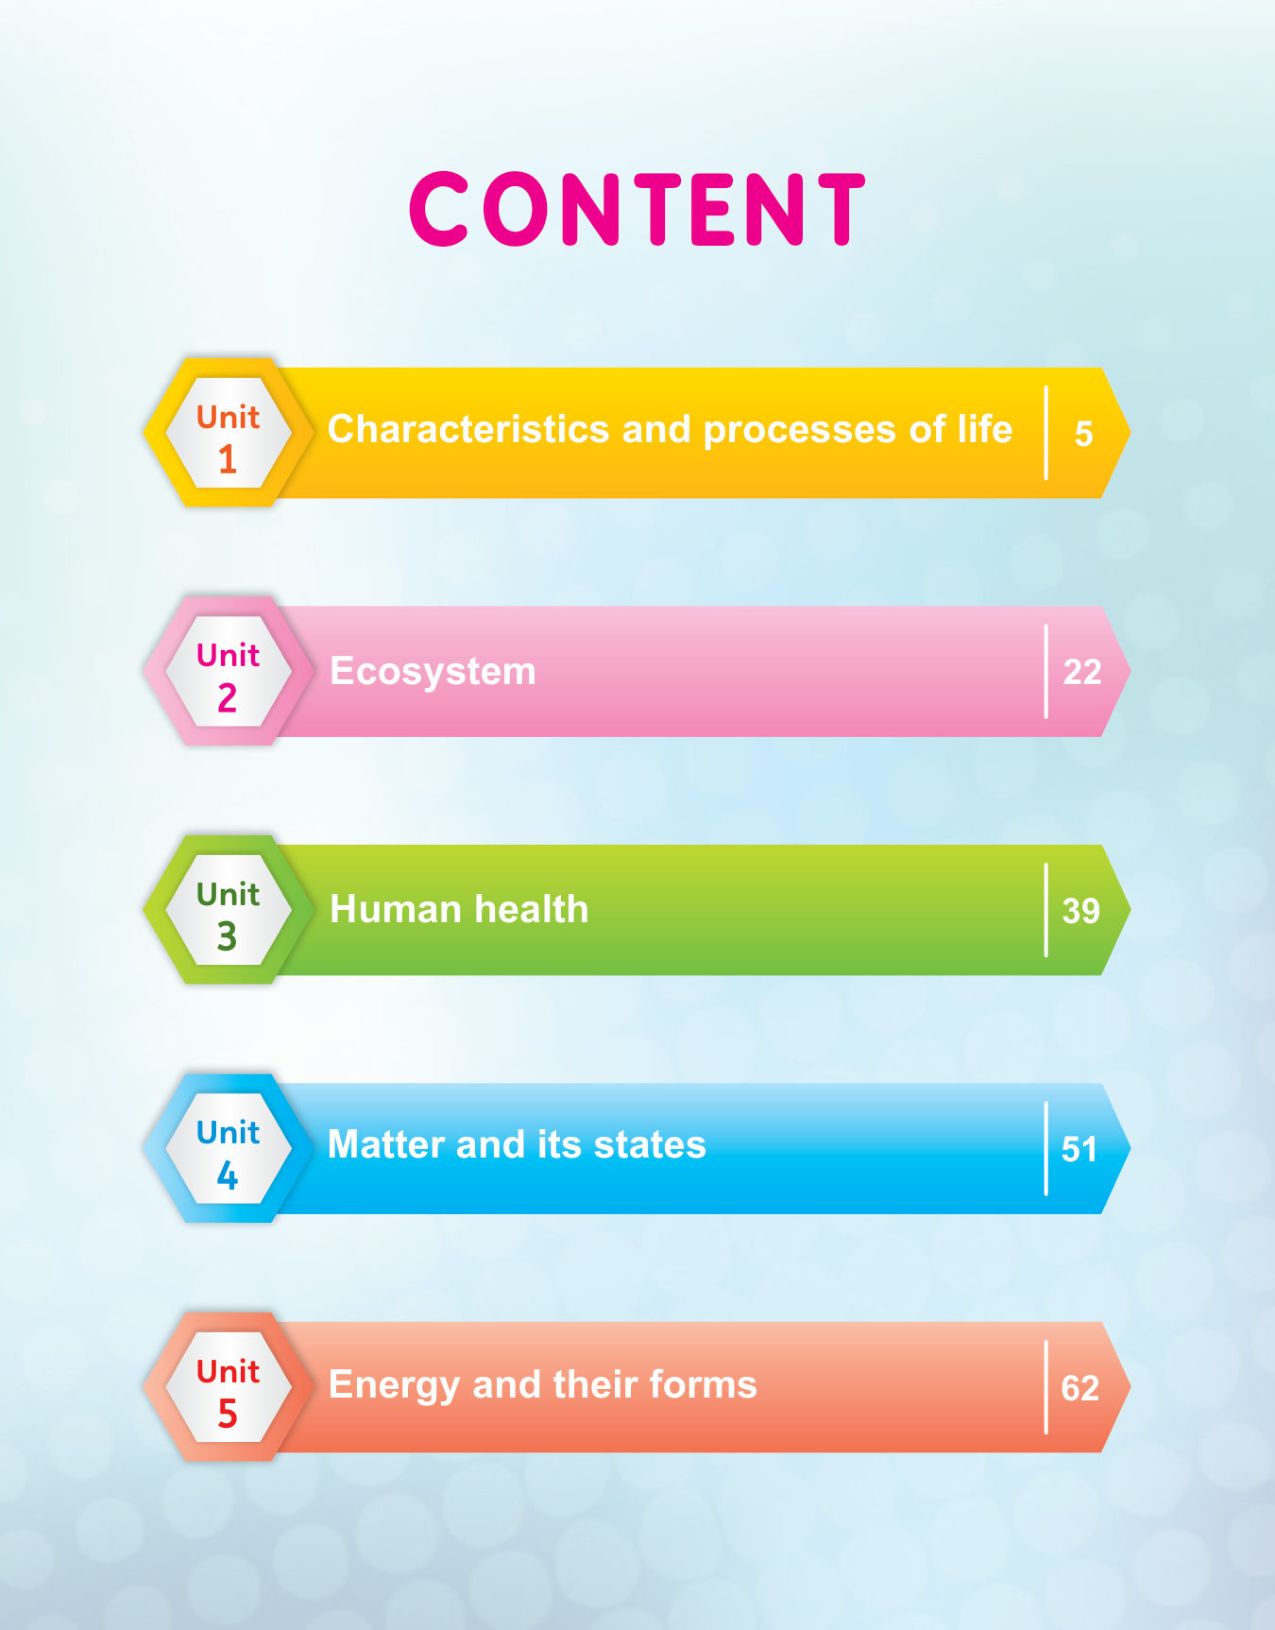 CONTENT
Unit
1
Characteristics and processes of life
5
Unit
2
Ecosystem
22
Unit
3
Human health
39
Unit
4
Matter and its states
51
Unit
5
Energy and their forms
62